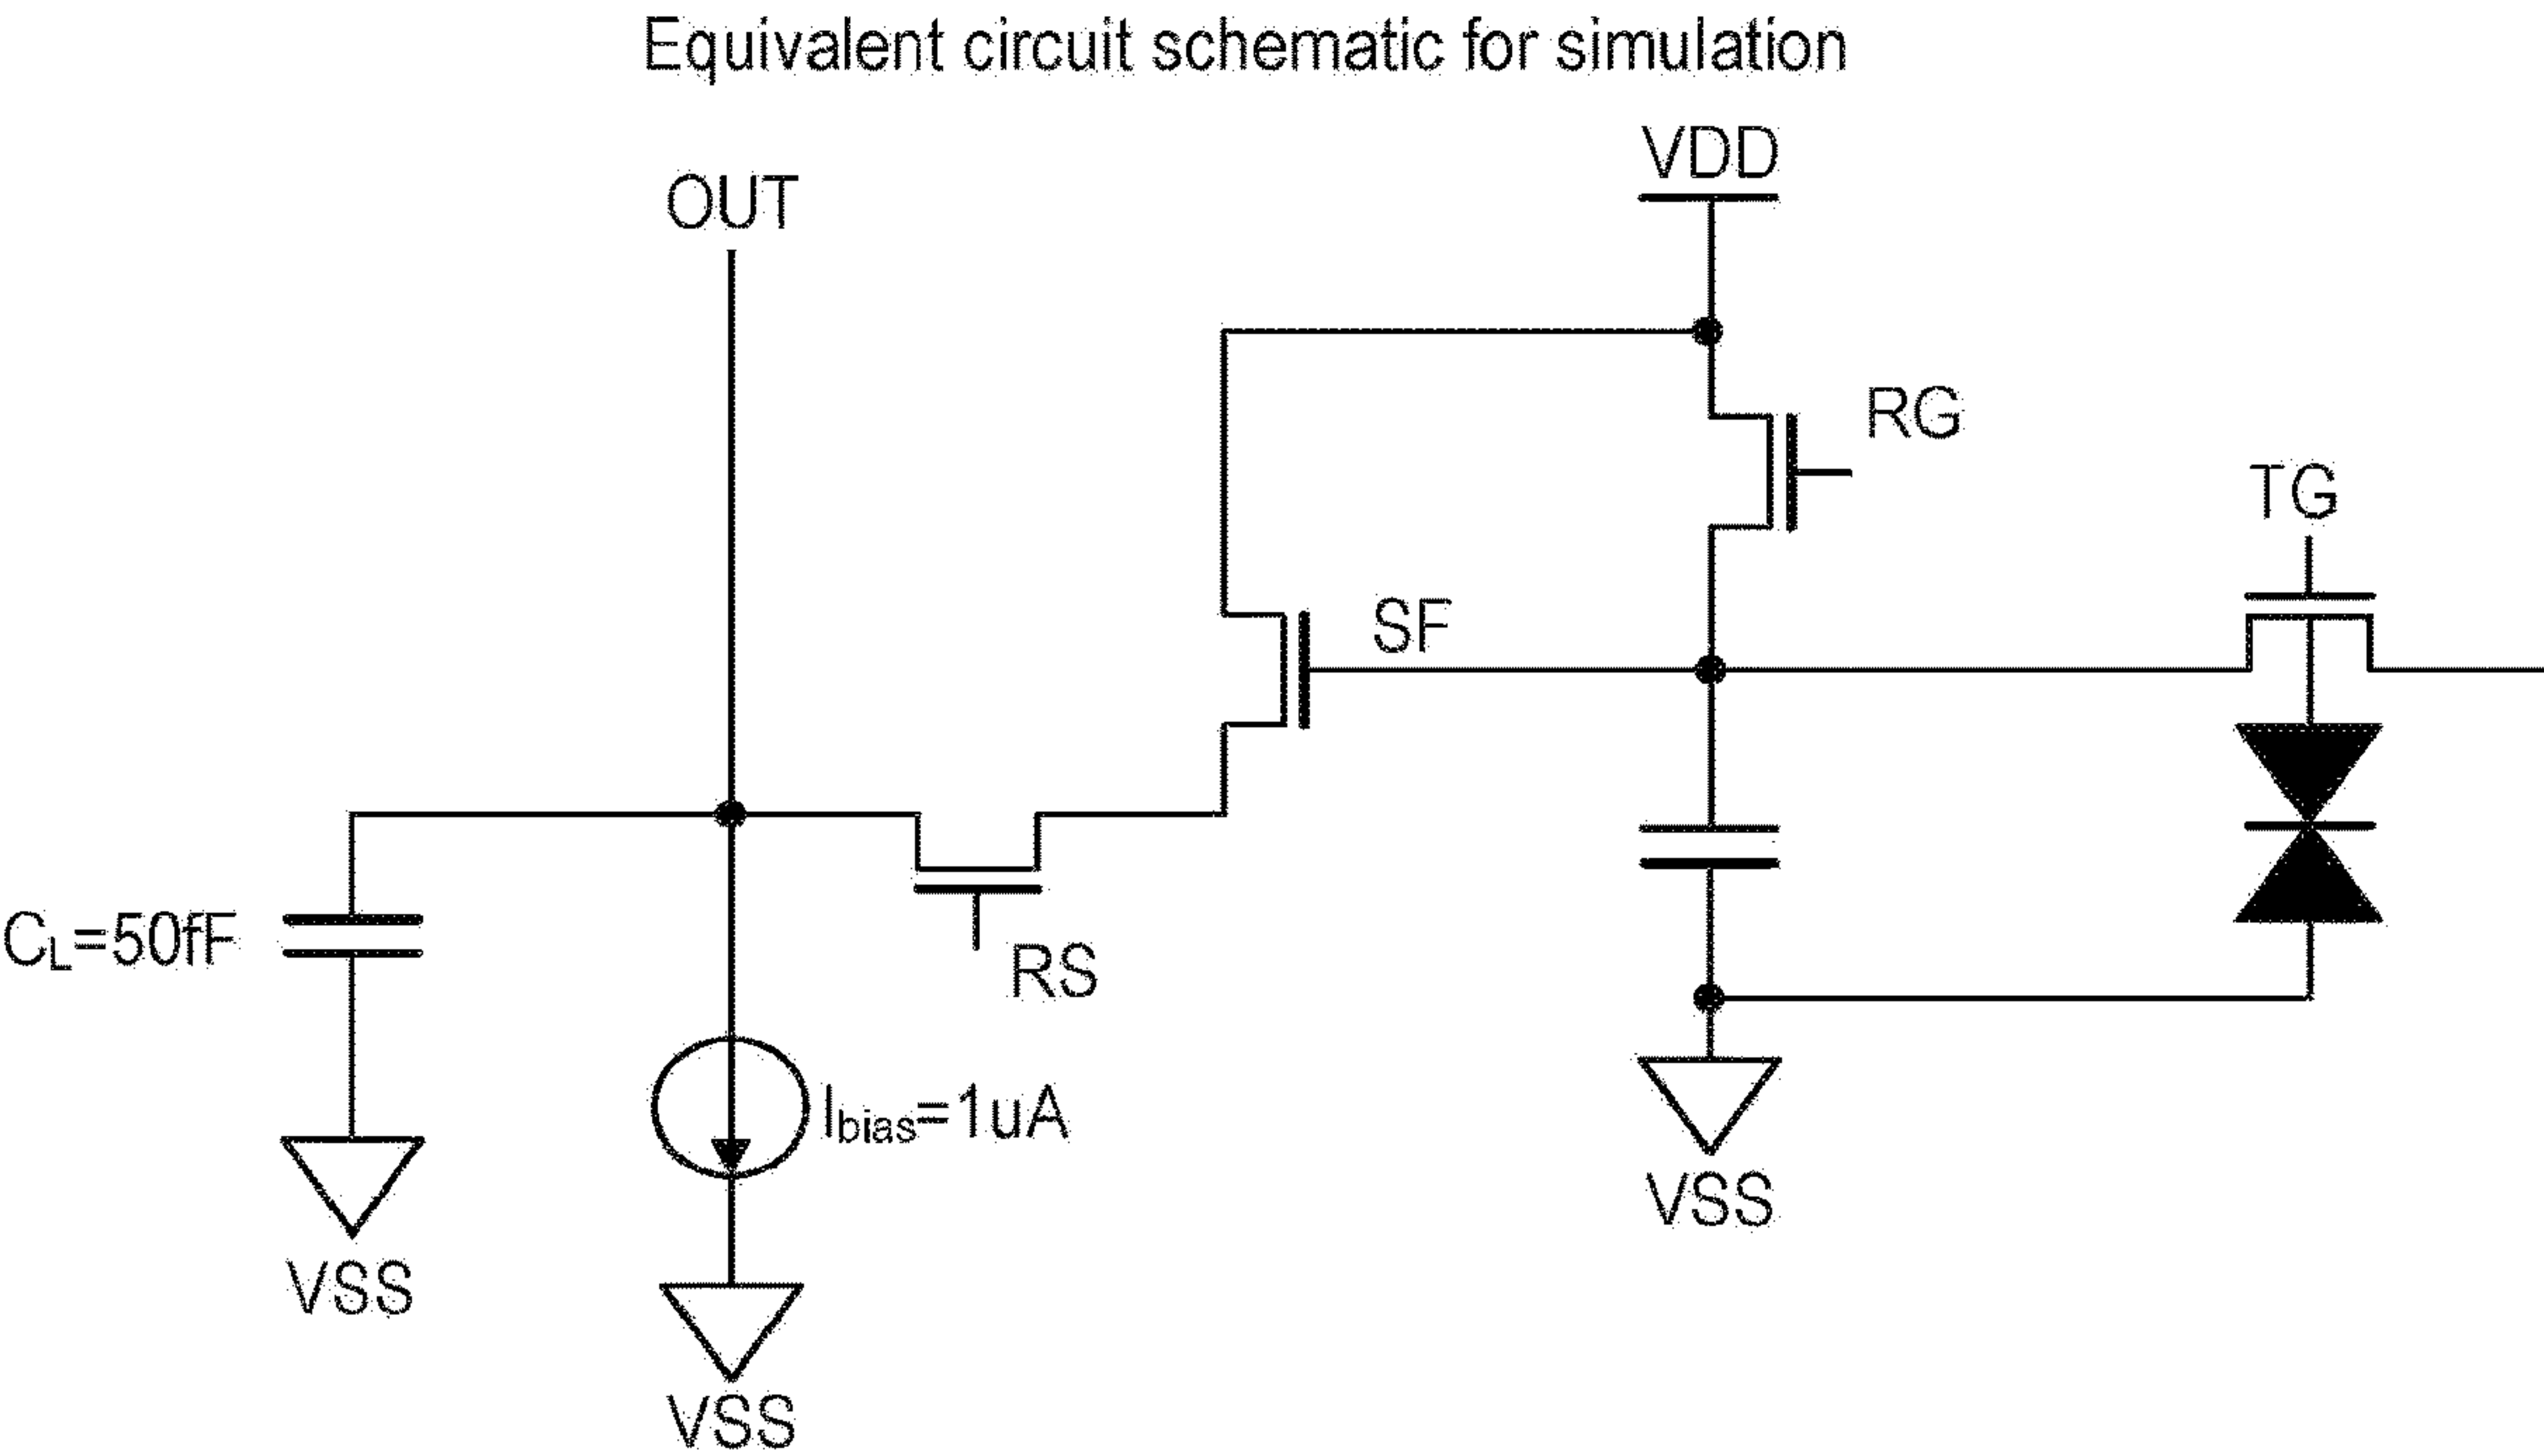 Equivalent circuit schematic for simulation
VDD
OUT
RG
TG
SF
CL=50fF
RS
Ibias=1uA
VSS
VSS
VSS